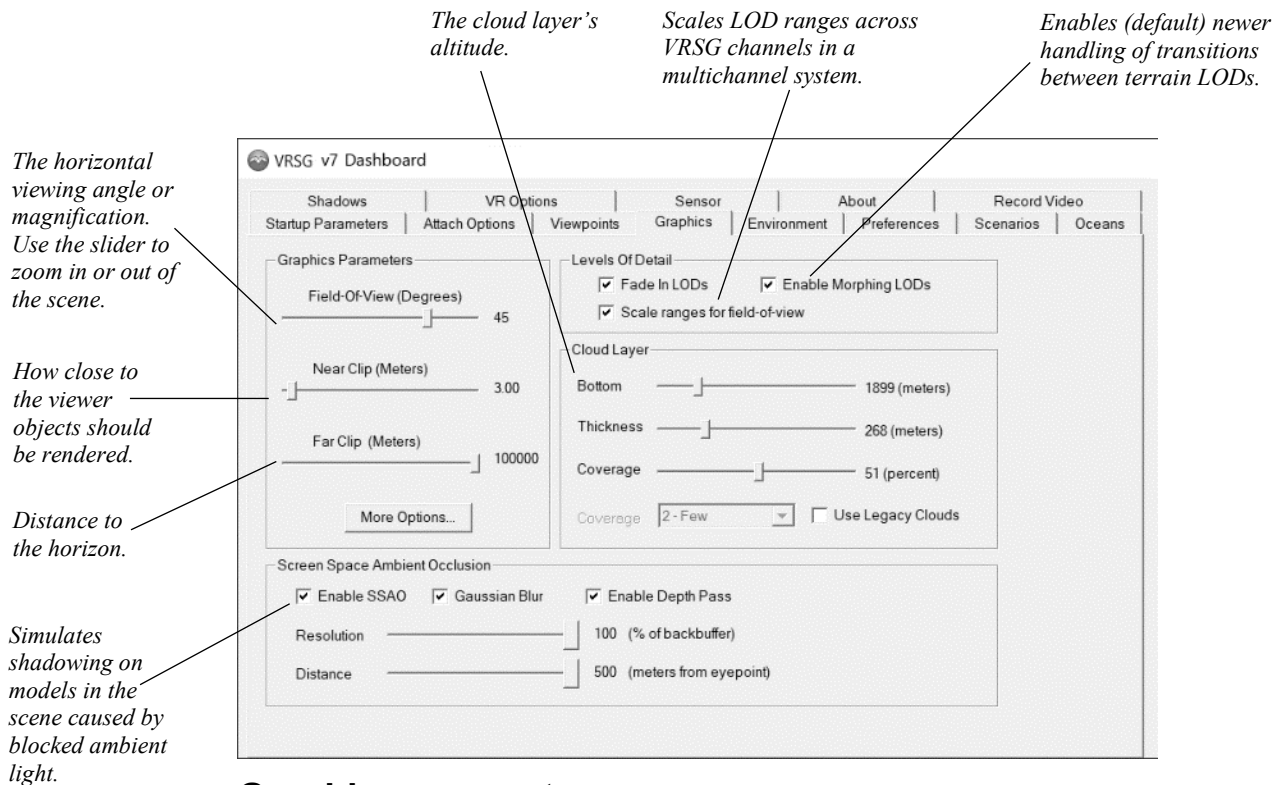 The cloud layer's
altitude.
Scales LOD ranges across
VRSG channels in a
multichannel system.
Enables (default) newer
handling of transitions
between terrain LODs.
The horizontal
viewing angle or
magnification.
Use the slider to
zoom in or out of
the scene.
How close to
the viewer
objects should
be rendered.
Distance to
the horizon.
Simulates
shadowing on
models in the
scene caused by
blocked ambient
light.
VRSG v7 Dashboard
Shadows VR Options Sensor About Record Video
Startup Parameters Attach Options Viewpoints Graphics Environment Preferences Scenarios Oceans
Graphics Parameters
Field-Of-View (Degrees)
45
Near Clip (Meters)
3.00
Far Clip (Meters)
100000
More Options...
Levels Of Detail
Fade In LODs Enable Morphing LODs
Scale ranges for field-of-view
Cloud Layer
Bottom 1899 (meters)
Thickness 268 (meters)
Coverage 51 (percent)
Coverage 2 - Few Use Legacy Clouds
Screen Space Ambient Occlusion
Enable SSAO Gaussian Blur Enable Depth Pass
Resolution 100 (% of backbuffer)
Distance 500 (meters from eyepoint)